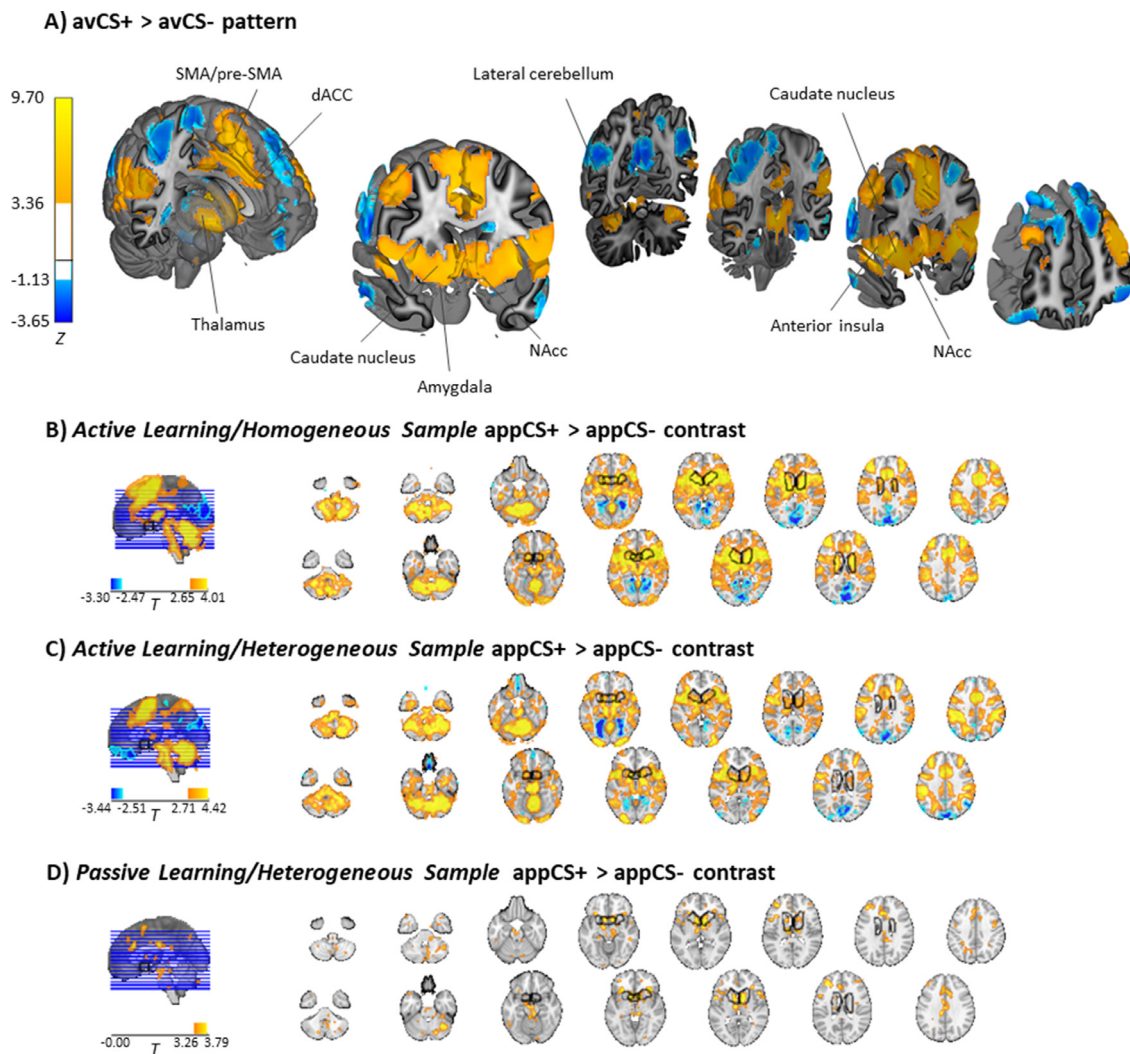 A) avCS+ > avCS- pattern
SMA/pre-SMA
dACC
Lateral cerebellum
Caudate nucleus
9.70
3.36
-1.13
-3.65
Z
Thalamus
Caudate nucleus
Amygdala
NAcc
Anterior insula
NAcc
B) Active Learning/Homogeneous Sample appCS+ > appCS- contrast
-3.30 -2.47 2.65 4.01
T
C) Active Learning/Heterogeneous Sample appCS+ > appCS- contrast
-3.44 -2.51 2.71 4.42
T
D) Passive Learning/Heterogeneous Sample appCS+ > appCS- contrast
-0.00 3.26 3.79
T